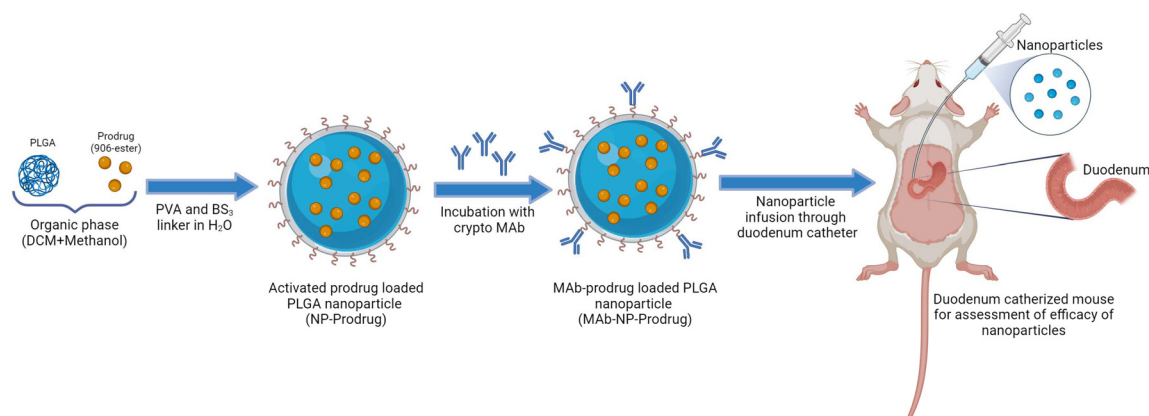 PLGA
Prodrug
(906-ester)
Organic phase
(DCM+Methanol)
PVA and BS₃
linker in H₂O
Activated prodrug loaded
PLGA nanoparticle
(NP-Prodrug)
Incubation with
crypto MAb
MAb-prodrug loaded PLGA
nanoparticle
(MAb-NP-Prodrug)
Nanoparticle
infusion through
duodenum catheter
Nanoparticles
Duodenum
Duodenum catherized mouse
for assessment of efficacy of
nanoparticles